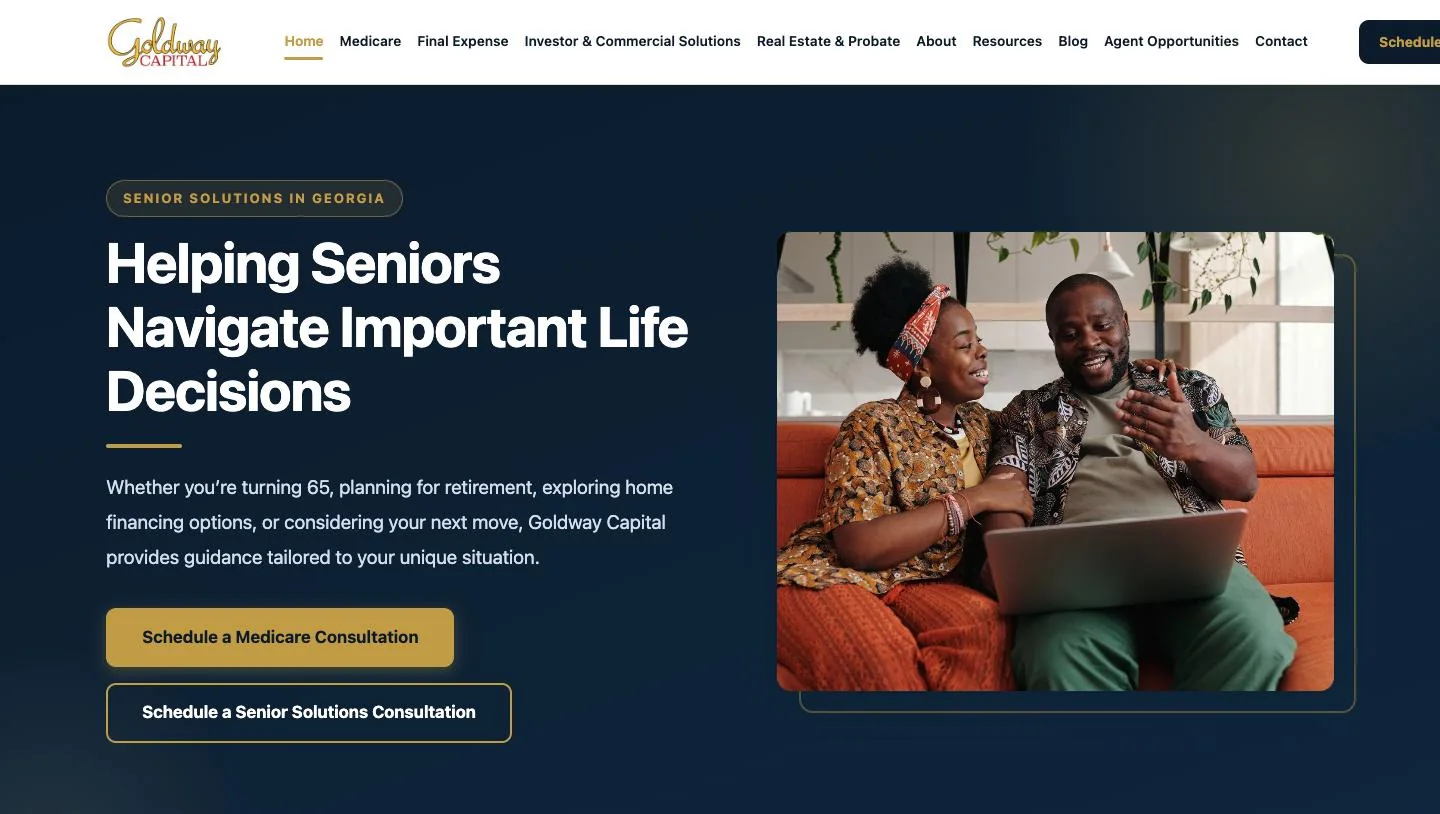 Goldway
CAPITAL
Home Medicare Final Expense Investor & Commercial Solutions Real Estate & Probate About Resources Blog Agent Opportunities Contact Schedule
SENIOR SOLUTIONS IN GEORGIA
Helping Seniors
Navigate Important Life
Decisions
Whether you’re turning 65, planning for retirement, exploring home
financing options, or considering your next move, Goldway Capital
provides guidance tailored to your unique situation.
Schedule a Medicare Consultation
Schedule a Senior Solutions Consultation